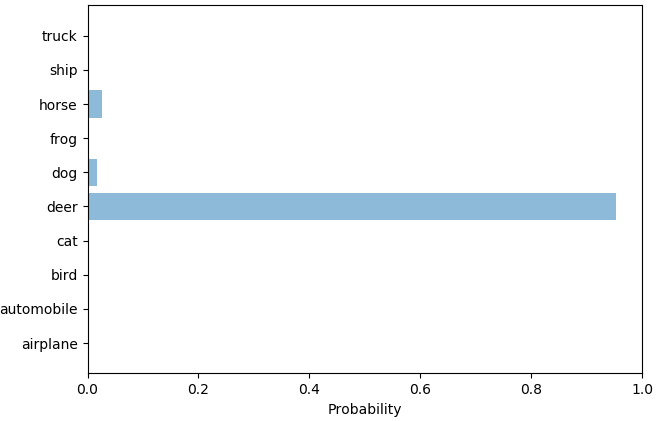 truck
ship
horse
frog
dog
deer
cat
bird
automobile
airplane
0.0 0.2 0.4 0.6 0.8 1.0
Probability